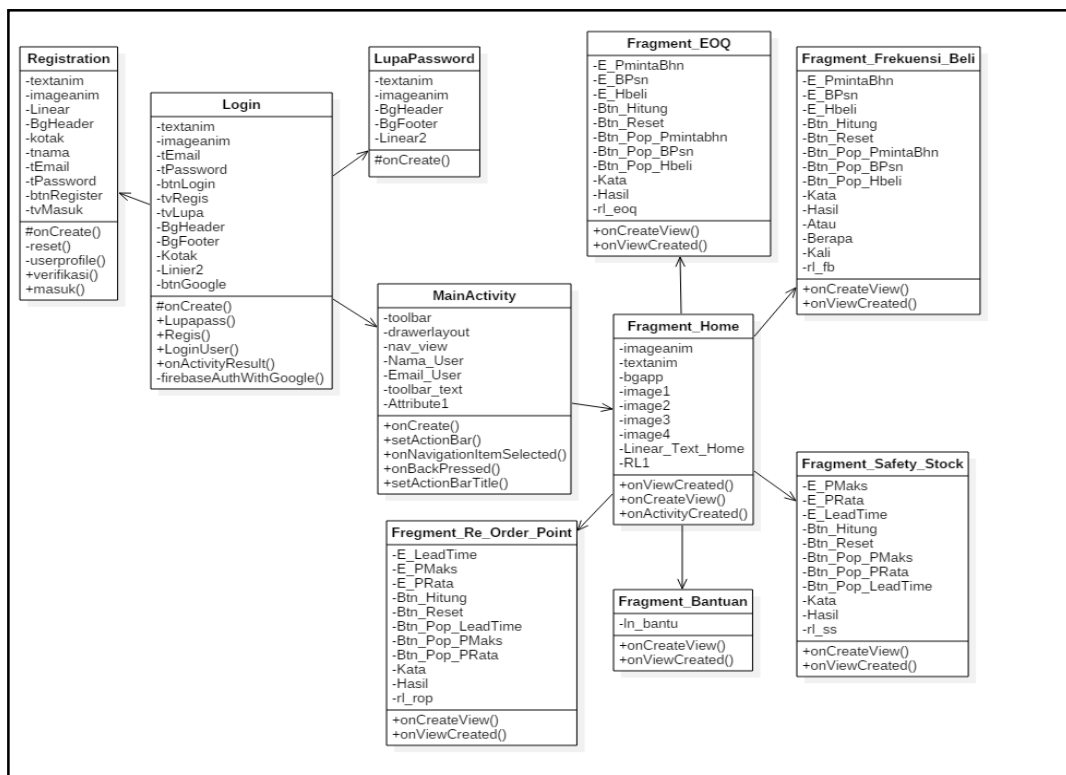 Registration
-textanim
-imageanim
-Linear
-BgHeader
-kotak
-tnama
-tEmail
-tPassword
-btnRegister
-tvMasuk
#onCreate()
-reset()
-userprofile()
+verifikasi()
+masuk()
Login
-textanim
-imageanim
-tEmail
-tPassword
-btnLogin
-tvRegis
-tvLupa
-BgHeader
-BgFooter
-Kotak
-Linier2
-btnGoogle
#onCreate()
+Lupapass()
+Regis()
+LoginUser()
+onActivityResult()
-firebaseAuthWithGoogle()
LupaPassword
-textanim
-imageanim
-BgHeader
-BgFooter
-Linear2
#onCreate()
MainActivity
-toolbar
-drawerlayout
-nav_view
-Nama_User
-Email_User
-toolbar_text
-Attribute1
+onCreate()
+setActionBar()
+onNavigationItemSelected()
+onBackPressed()
+setActionBarTitle()
Fragment_EOQ
-E_PmintaBhn
-E_BPsn
-E_Hbeli
-Btn_Hitung
-Btn_Reset
-Btn_Pop_Pmintabhn
-Btn_Pop_BPsn
-Btn_Pop_Hbeli
-Kata
-Hasil
-rl_eoq
+onCreateView()
+onViewCreated()
Fragment_Frekuensi_Beli
-E_PmintaBhn
-E_BPsn
-E_Hbeli
-Btn_Hitung
-Btn_Reset
-Btn_Pop_PmintaBhn
-Btn_Pop_BPsn
-Btn_Pop_Hbeli
-Kata
-Hasil
-Atau
-Berapa
-Kali
-rl_fb
+onCreateView()
+onViewCreated()
Fragment_Home
-imageanim
-textanim
-bgapp
-image1
-image2
-image3
-image4
-Linear_Text_Home
-RL1
+onViewCreated()
+onCreateView()
+onActivityCreated()
Fragment_Safety_Stock
-E_PMaks
-E_PRata
-E_LeadTime
-Btn_Hitung
-Btn_Reset
-Btn_Pop_PMaks
-Btn_Pop_PRata
-Btn_Pop_LeadTime
-Kata
-Hasil
-rl_ss
+onCreateView()
+onViewCreated()
Fregment_Re_Order_Point
-E_LeadTime
-E_PMaks
-E_PRata
-Btn_Hitung
-Btn_Reset
-Btn_Pop_LeadTime
-Btn_Pop_PMaks
-Btn_Pop_PRata
-Kata
-Hasil
-rl_rop
+onCreateView()
+onViewCreated()
Fragment_Bantuan
-ln_bantu
+onCreateView()
+onViewCreated()